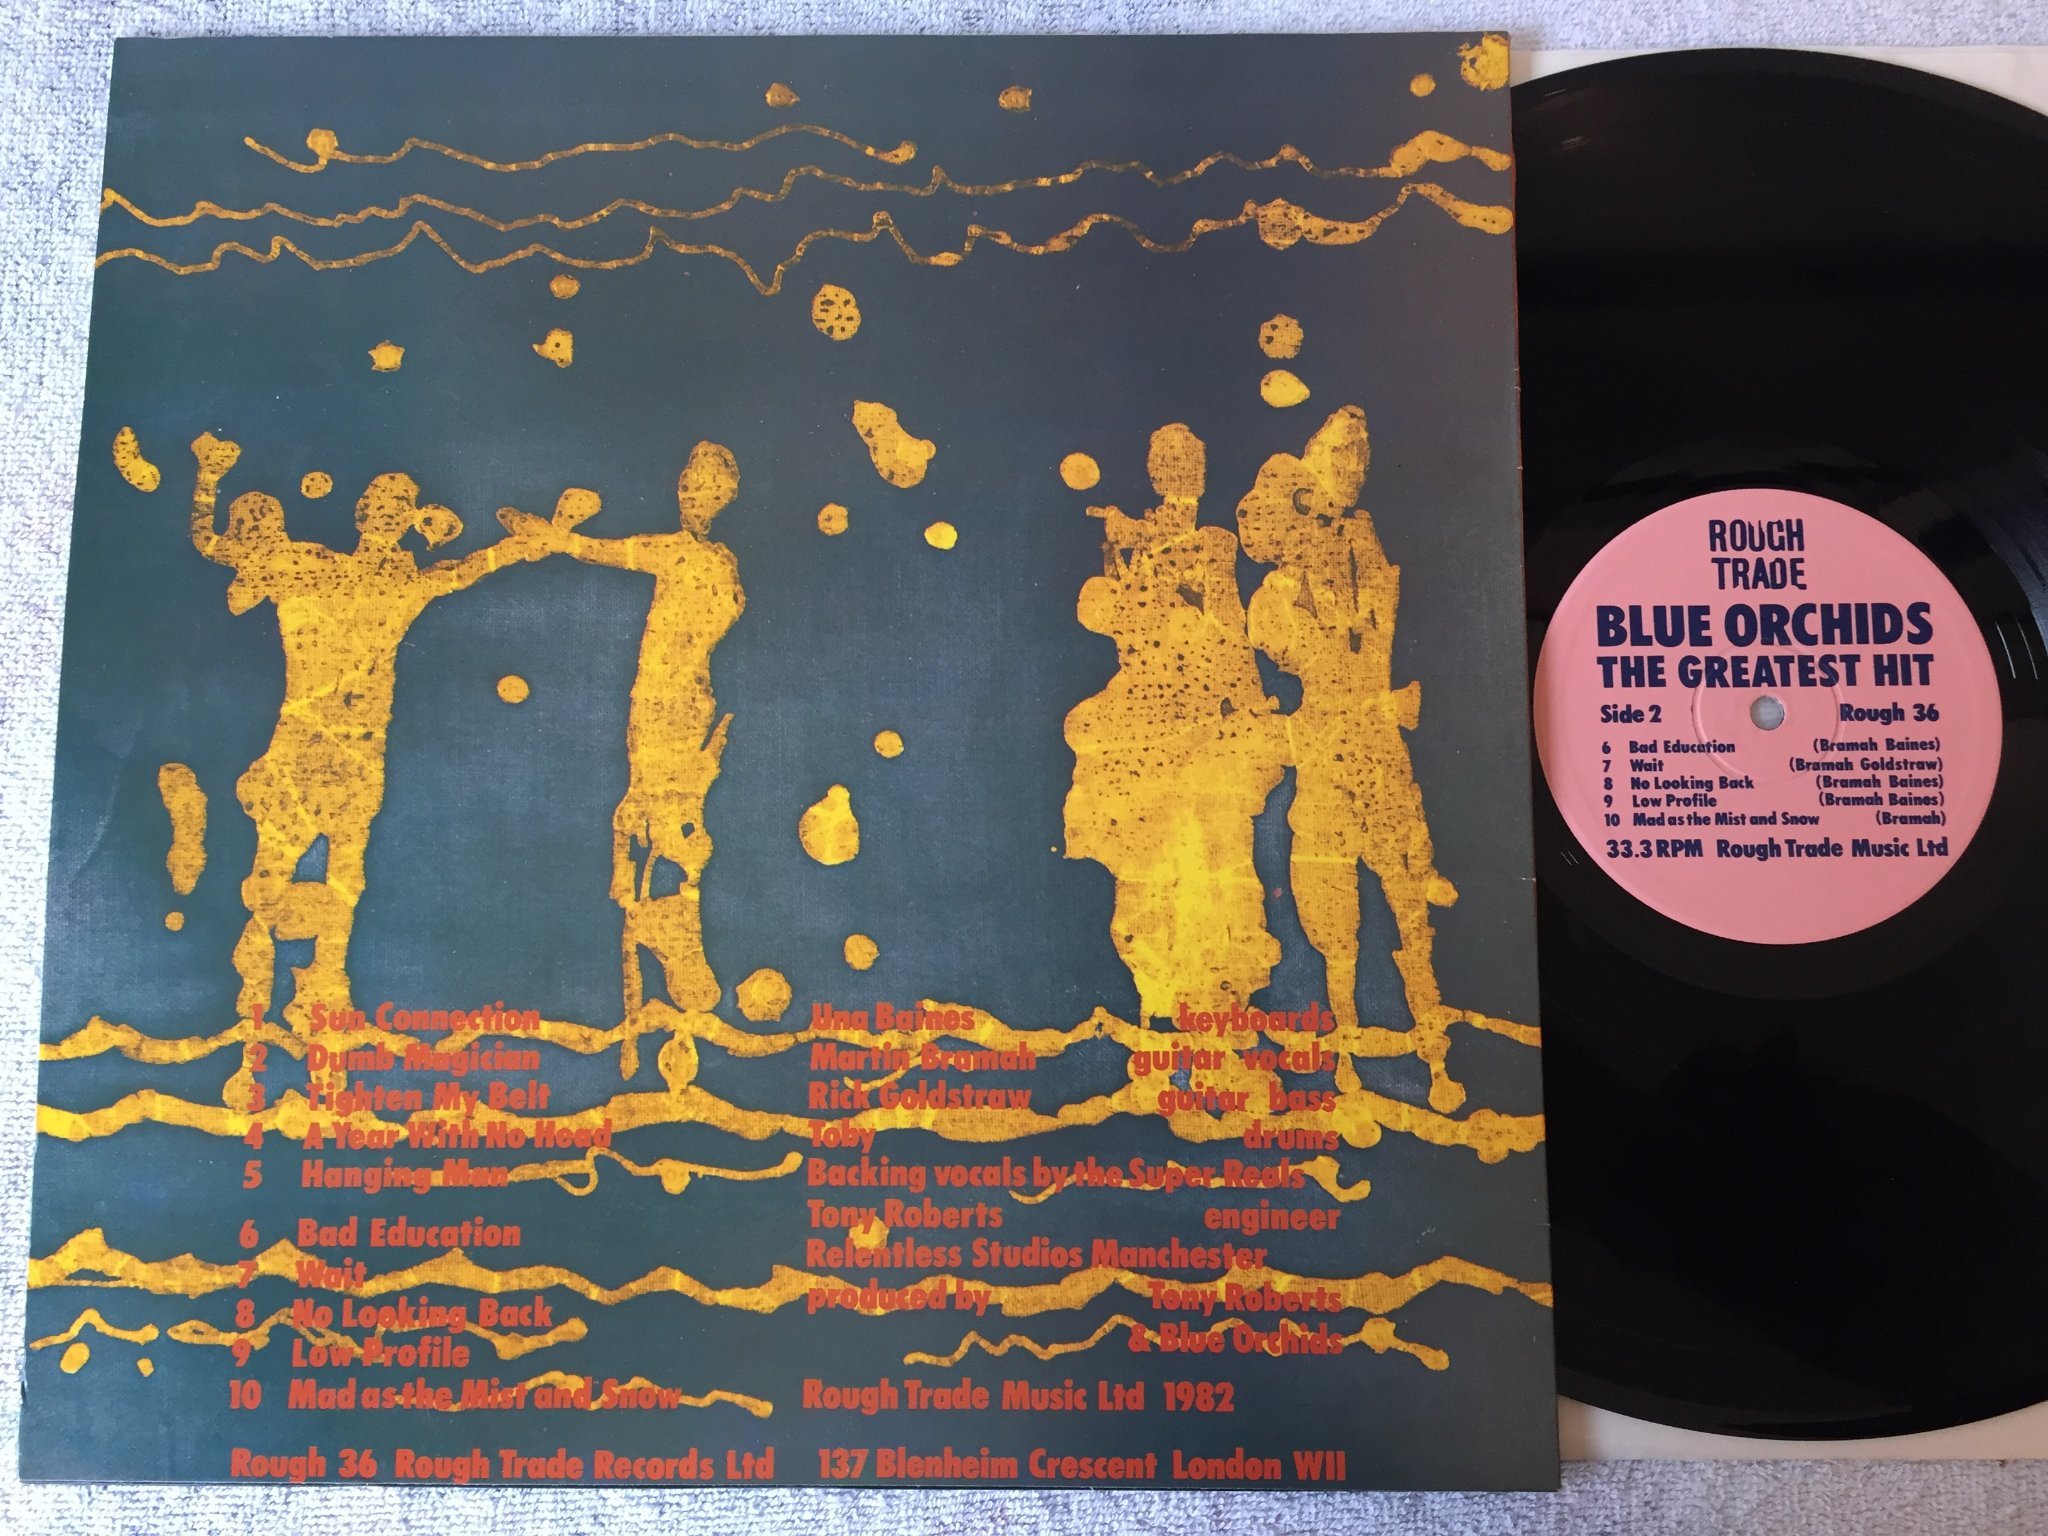 1 Sun Connection
2 Dumb Magician
3 Tighten My Belt
4 A Year With No Head
5 Hanging Man
6 Bad Education
7 Wait
8 No Looking Back
9 Low Profile
10 Mad as the Mist and Snow
Una Baines keyboards
Martin Bramah guitar vocals
Rick Goldstraw guitar bass
Toby drums
Backing vocals by the Super Reals
Tony Roberts engineer
Relentless Studios Manchester
produced by Tony Roberts
& Blue Orchids
Rough Trade Music Ltd 1982
Rough 36 Rough Trade Records Ltd 137 Blenheim Crescent London W11
ROUGH
TRADE
BLUE ORCHIDS
THE GREATEST HIT
Side 2 Rough 36
6 Bad Education (Bramah Baines)
7 Wait (Bramah Goldstraw)
8 No Looking Back (Bramah Baines)
9 Low Profile (Bramah Baines)
10 Mad as the Mist and Snow (Bramah)
33.3 RPM Rough Trade Music Ltd